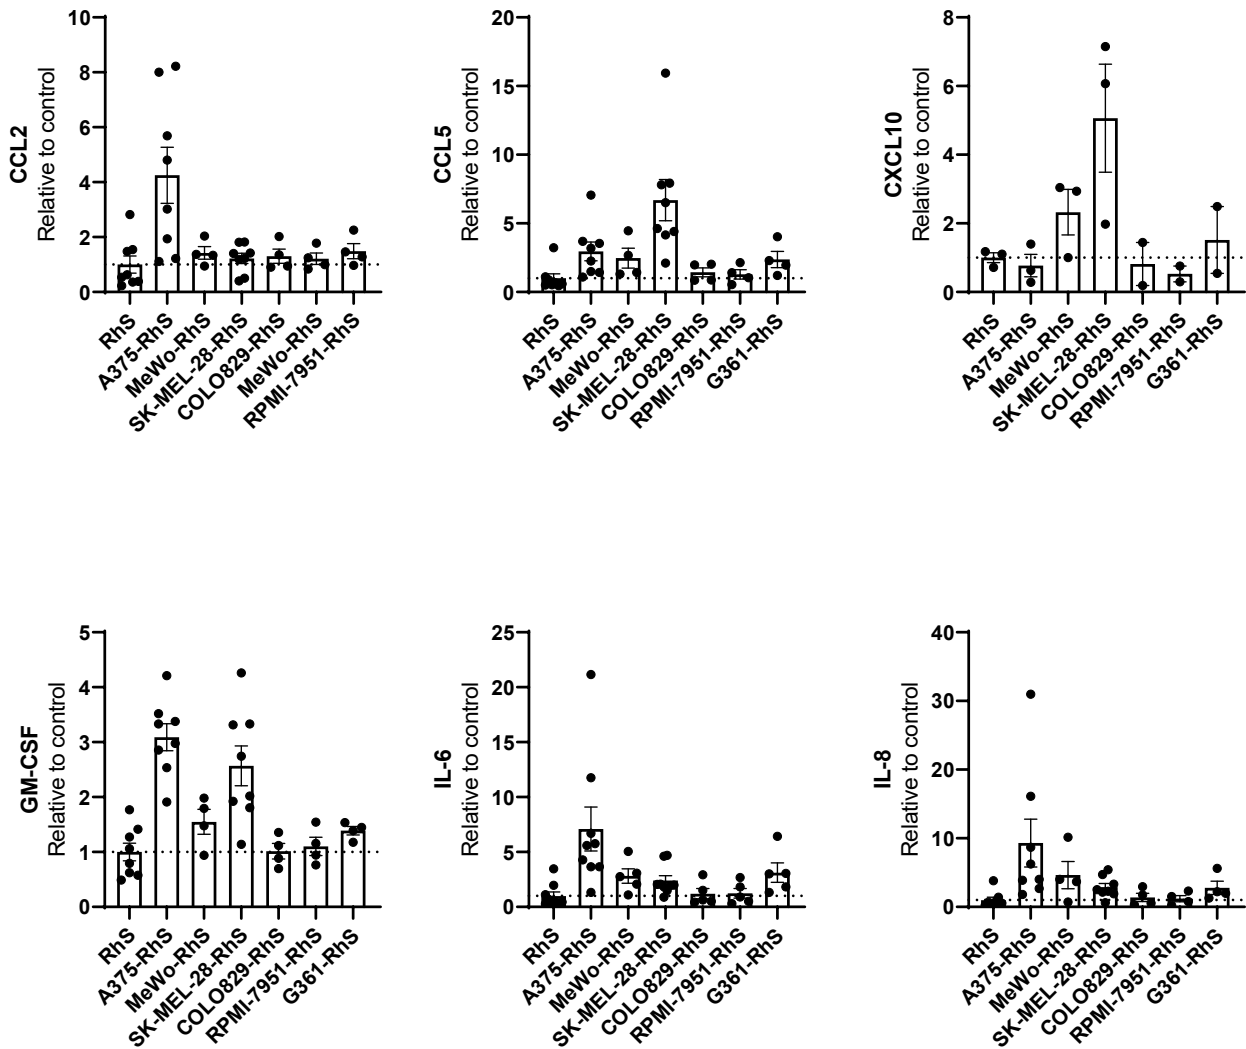 CCL2
Relative to control
10
8
6
4
2
0
RhS
A375-RhS
MeWo-RhS
SK-MEL-28-RhS
COLO829-RhS
MeWo-RhS
RPMI-7951-RhS
CCL5
Relative to control
20
15
10
5
0
RhS
A375-RhS
MeWo-RhS
SK-MEL-28-RhS
COLO829-RhS
RPMI-7951-RhS
G361-RhS
CXCL10
Relative to control
8
6
4
2
0
RhS
A375-RhS
MeWo-RhS
SK-MEL-28-RhS
COLO829-RhS
RPMI-7951-RhS
G361-RhS
GM-CSF
Relative to control
5
4
3
2
1
0
RhS
A375-RhS
MeWo-RhS
SK-MEL-28-RhS
COLO829-RhS
RPMI-7951-RhS
G361-RhS
IL-6
Relative to control
25
20
15
10
5
0
RhS
A375-RhS
MeWo-RhS
SK-MEL-28-RhS
COLO829-RhS
RPMI-7951-RhS
G361-RhS
IL-8
Relative to control
40
30
20
10
0
RhS
A375-RhS
MeWo-RhS
SK-MEL-28-RhS
COLO829-RhS
RPMI-7951-RhS
G361-RhS